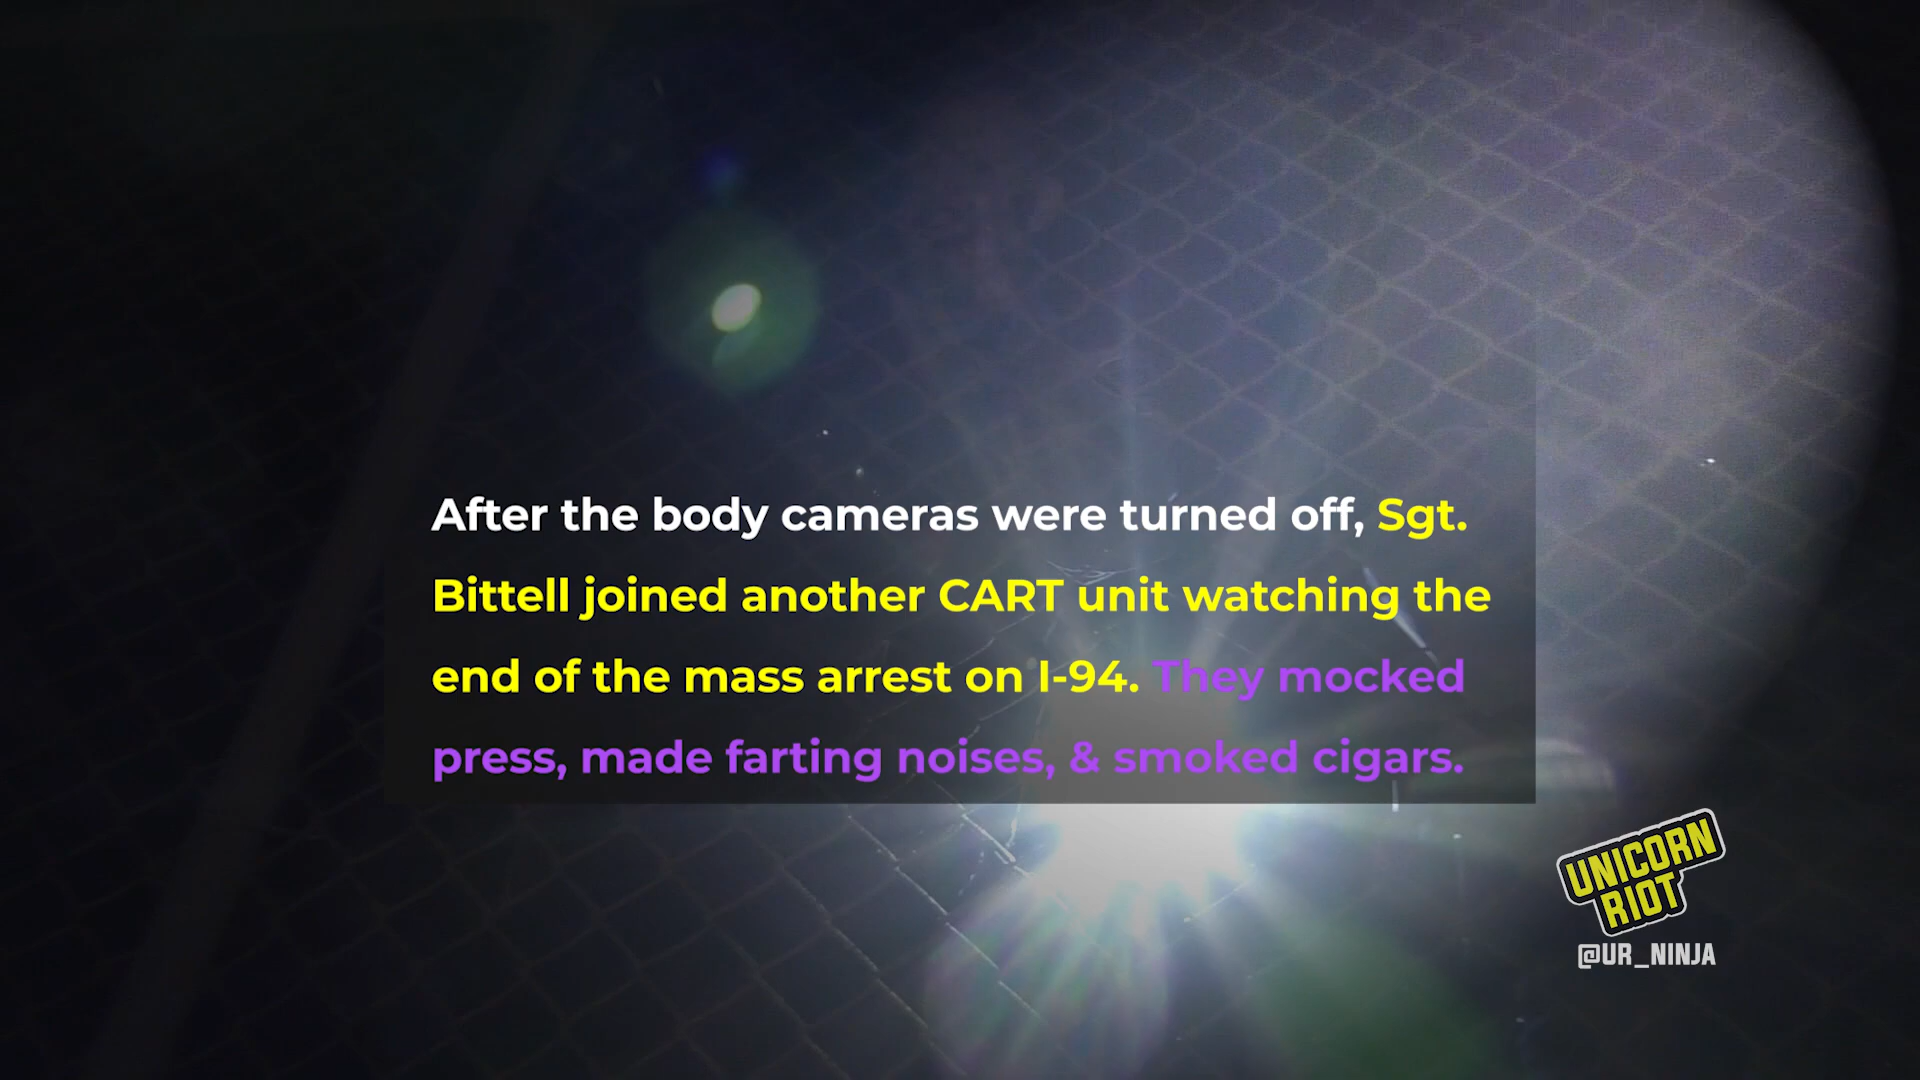 After the body cameras were turned off, Sgt.
Bittell joined another CART unit watching the
end of the mass arrest on I-94. They mocked
press, made farting noises, & smoked cigars.
UNICORN
RIOT
@UR_NINJA